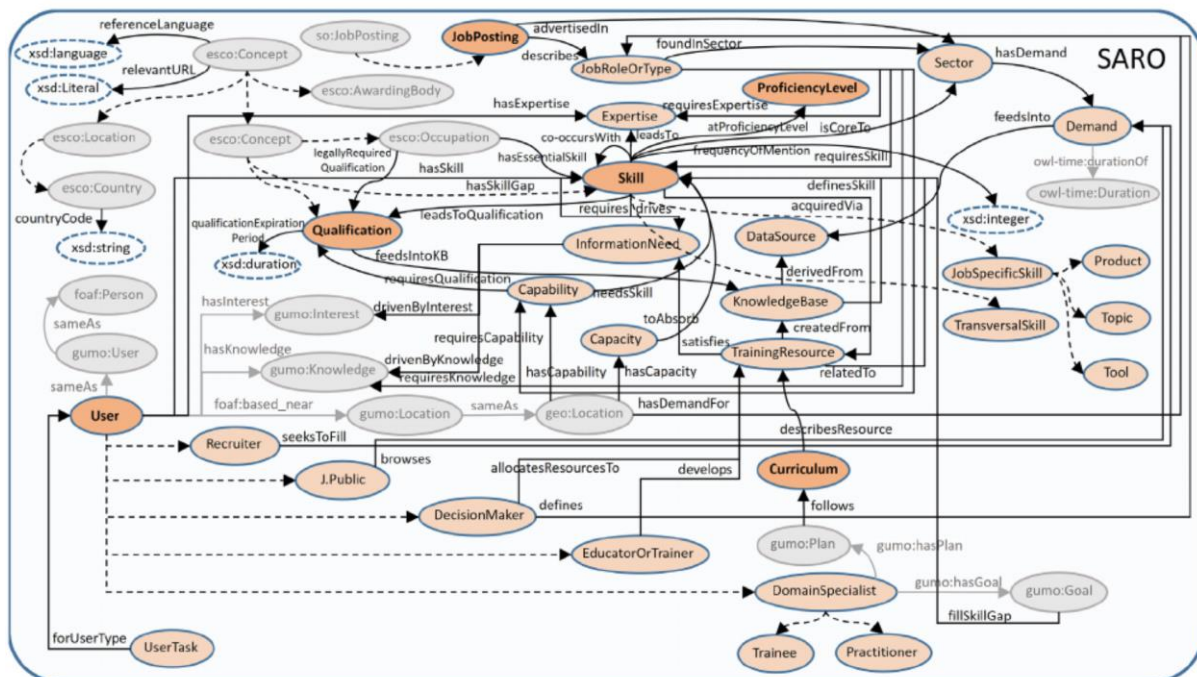 referenceLanguage
xsd:language
esco:Concept
so:JobPosting
JobPosting
advertisedIn
describes
foundInSector
JobRoleOrType
Sector
hasDemand
SARO
relevantURL
xsd:Literal
esco:AwardingBody
hasExpertise
Expertise
requiresExpertise
ProficiencyLevel
feedsInto
Demand
esco:Location
esco:Concept
esco:Occupation
co-occursWith
leadsTo
atProficiencyLevel
isCoreTo
legallyRequired
Qualification
hasSkill
hasEssentialSkill
frequencyOfMention
requiresSkill
owl-time:durationOf
esco:Country
hasSkillGap
Skill
definesSkill
owl-time:Duration
countryCode
qualificationExpiration
Period
leadsToQualification
requires
drives
acquiredVia
xsd:integer
xsd:string
Qualification
InformationNeed
DataSource
xsd:duration
feedsIntoKB
derivedFrom
JobSpecificSkill
Product
requiresQualification
Capability
needsSkill
KnowledgeBase
foaf:Person
hasInterest
gumo:Interest
drivenByInterest
toAbsorb
createdFrom
TransversalSkill
Topic
sameAs
requiresCapability
Capacity
satisfies
gumo:User
hasKnowledge
gumo:Knowledge
drivenByKnowledge
TrainingResource
requiresKnowledge
hasCapability
hasCapacity
relatedTo
Tool
sameAs
User
foaf:based_near
gumo:Location
sameAs
geo:Location
hasDemandFor
describesResource
Recruiter
seeksToFill
J.Public
browses
allocatesResourcesTo
develops
Curriculum
DecisionMaker
defines
follows
EducatorOrTrainer
gumo:Plan
gumo:hasPlan
DomainSpecialist
gumo:hasGoal
gumo:Goal
fillSkillGap
forUserType
UserTask
Trainee
Practitioner